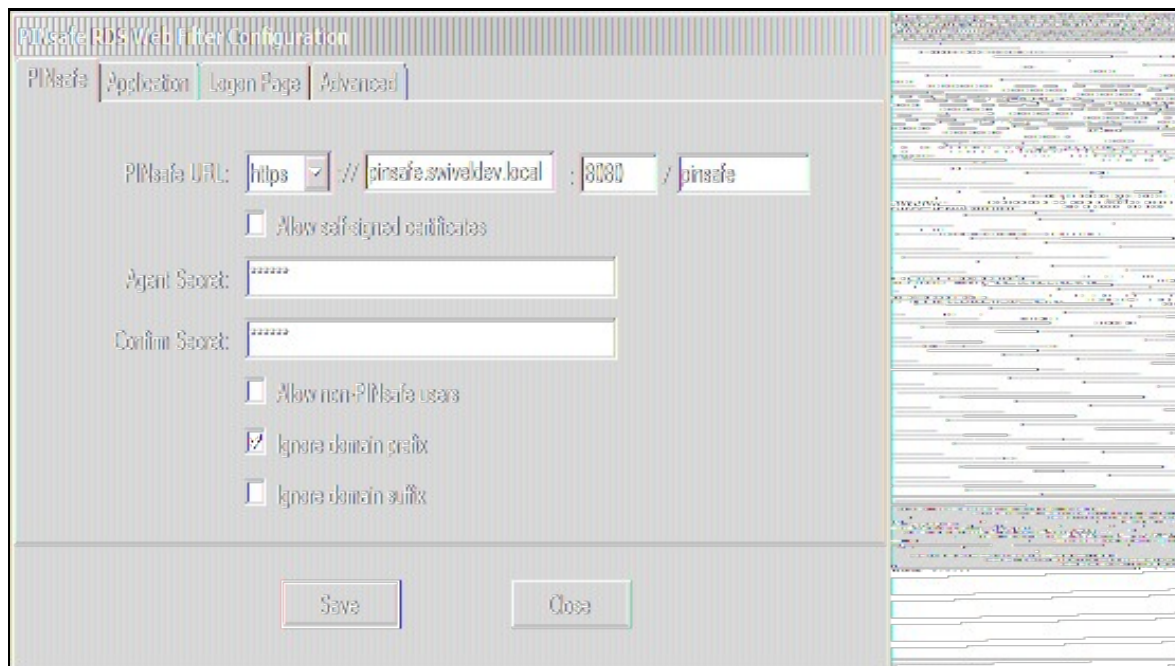 PINsafe RDS Web Filter Configuration
PINsafe Application Logon Page Advanced
PINsafe URL: https :// pinsafe.swiveldev.local : 8080 / pinsafe
Allow self signed certificates
Agent Secret: ******
Confirm Secret: ******
Allow non-PINsafe users
Ignore domain prefix
Ignore domain suffix
Save Close